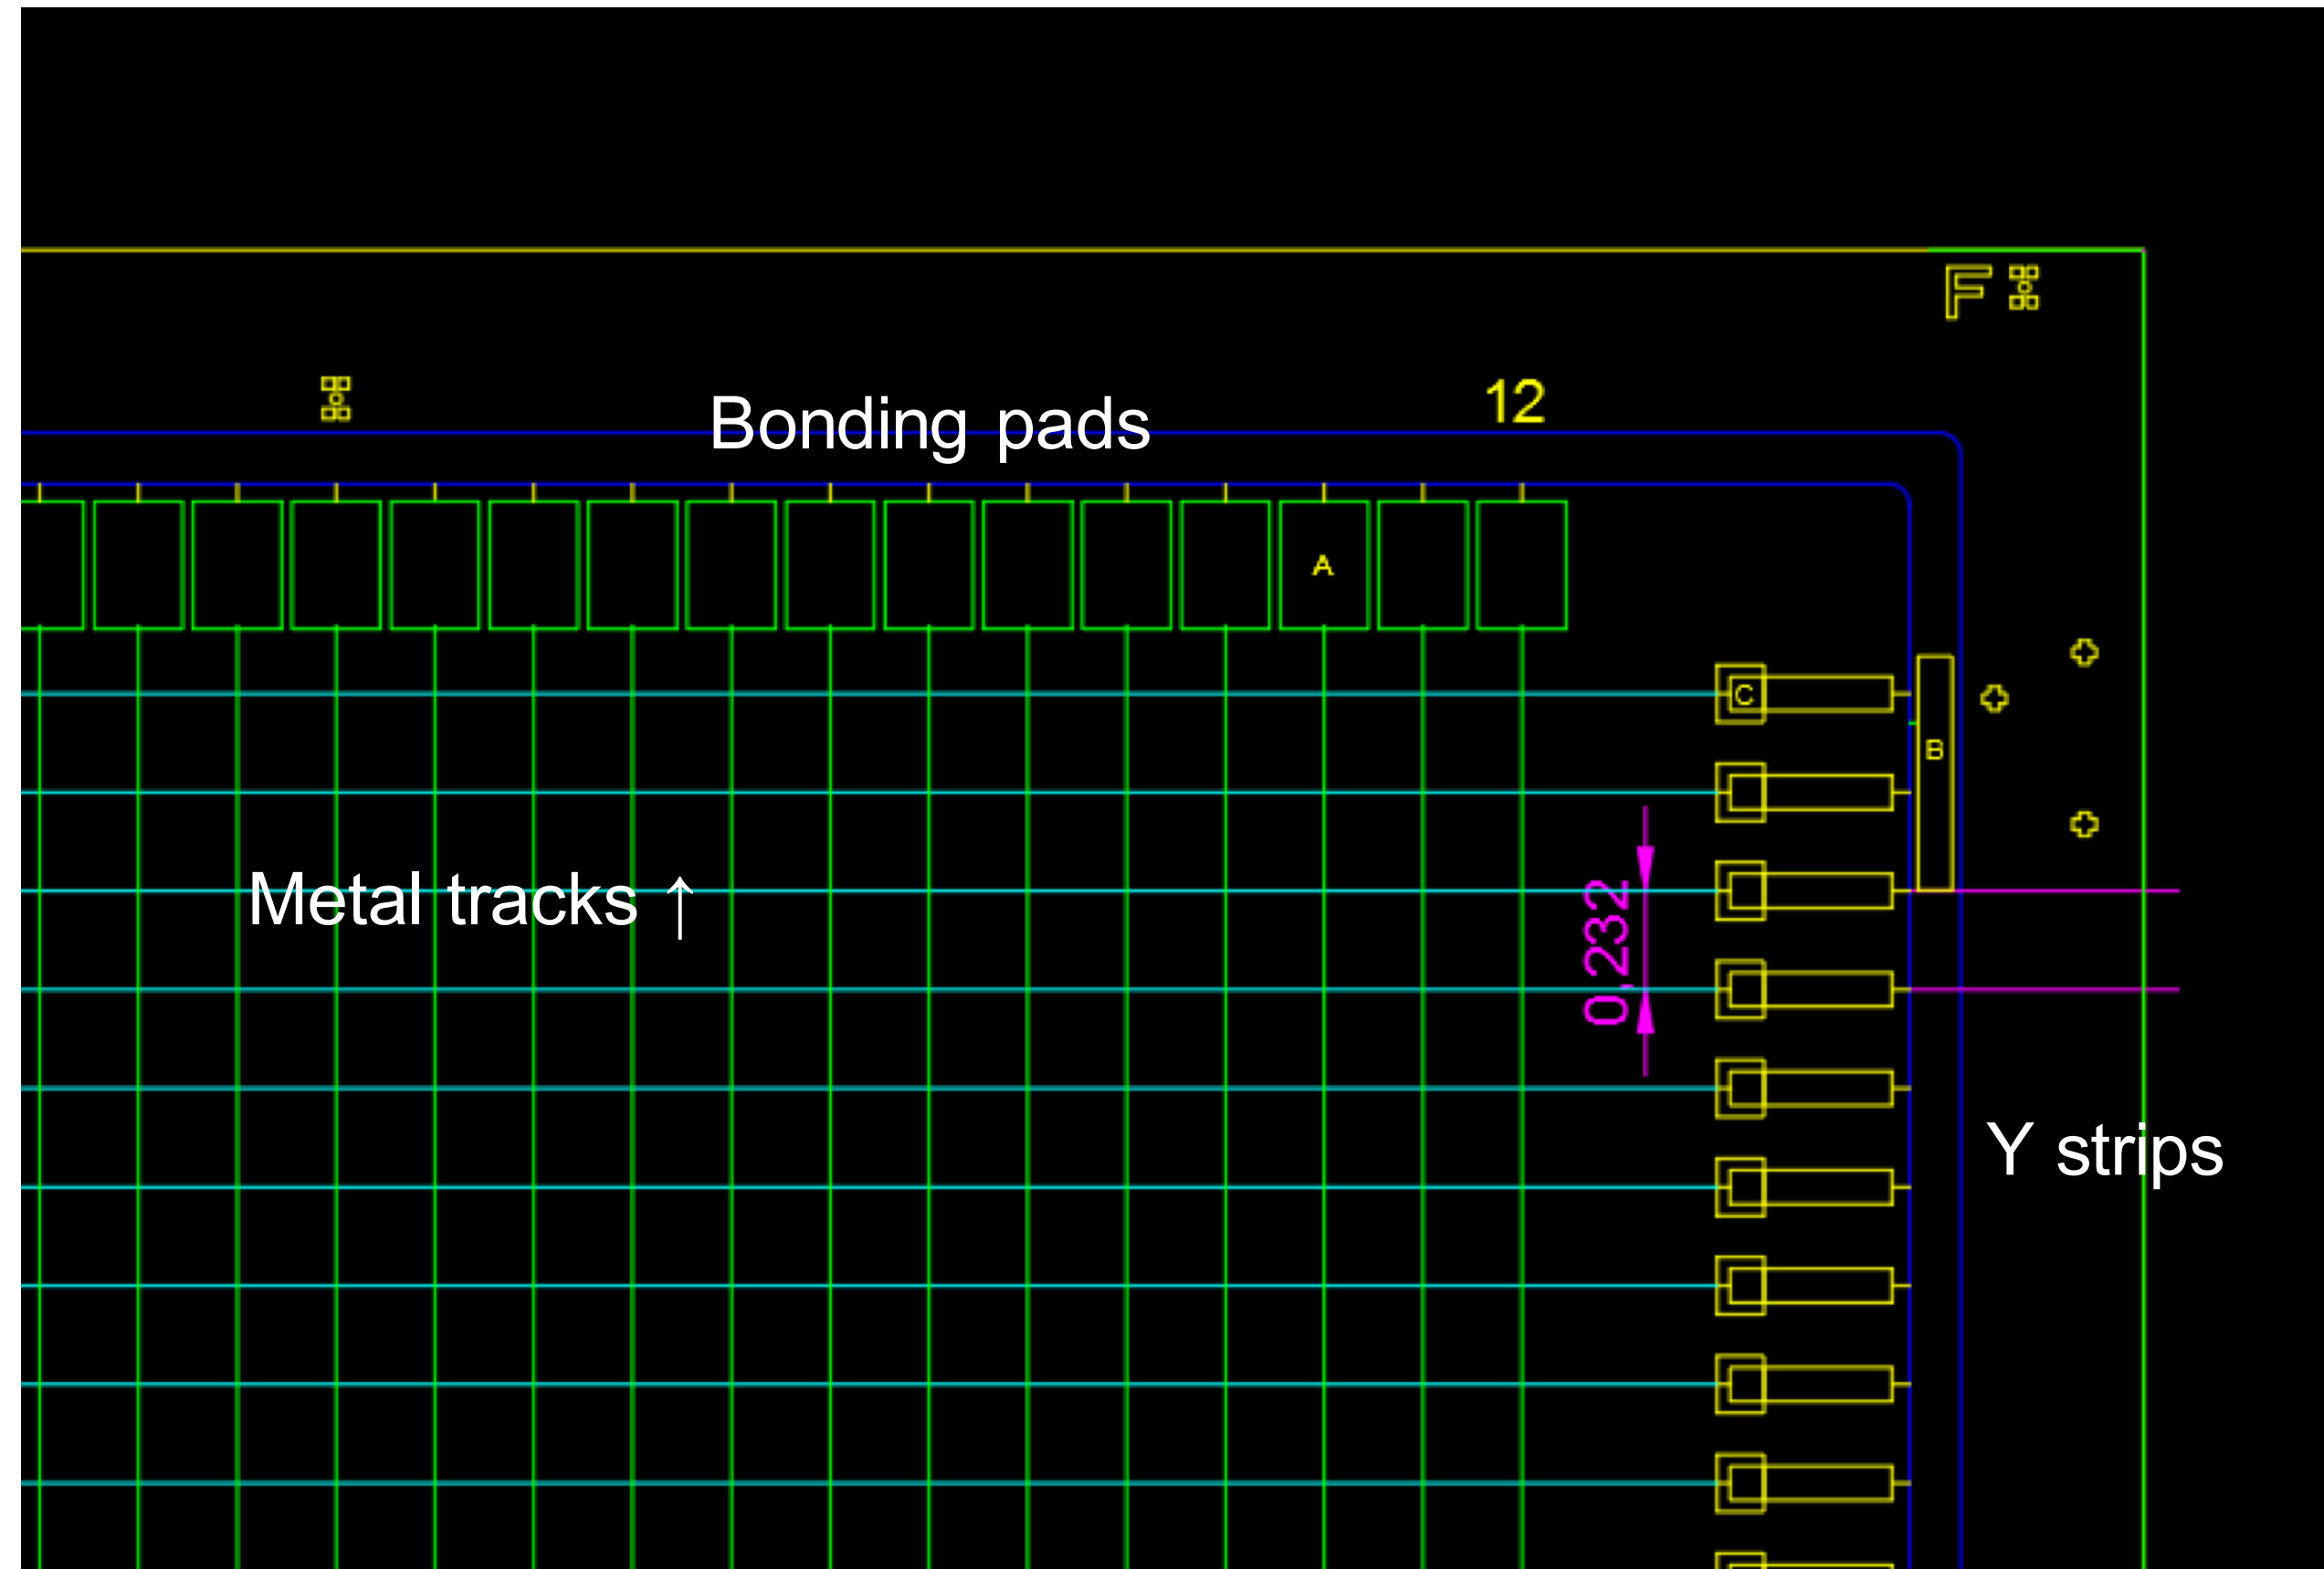 F
12
Bonding pads
A
C
B
Metal tracks ↑
0,232
Y strips